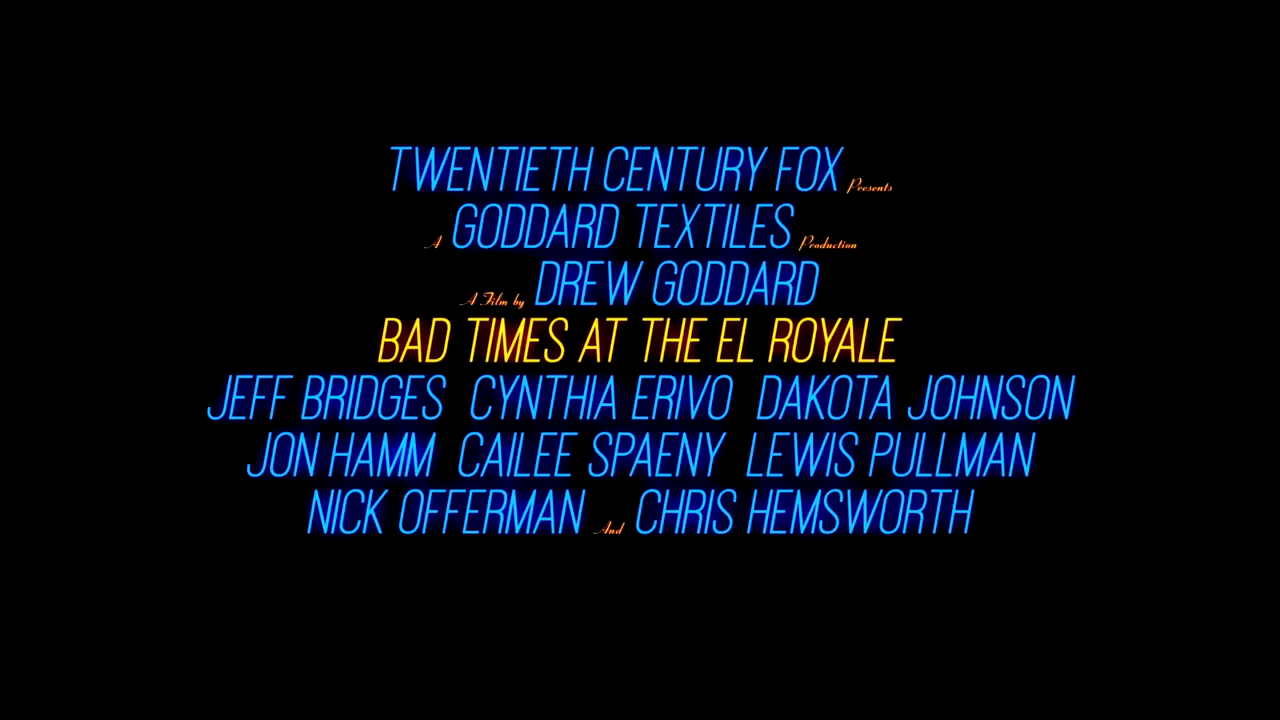 TWENTIETH CENTURY FOX Presents
A GODDARD TEXTILES Production
A Film by DREW GODDARD
BAD TIMES AT THE EL ROYALE
JEFF BRIDGES CYNTHIA ERIVO DAKOTA JOHNSON
JON HAMM CAILEE SPAENY LEWIS PULLMAN
NICK OFFERMAN And CHRIS HEMSWORTH